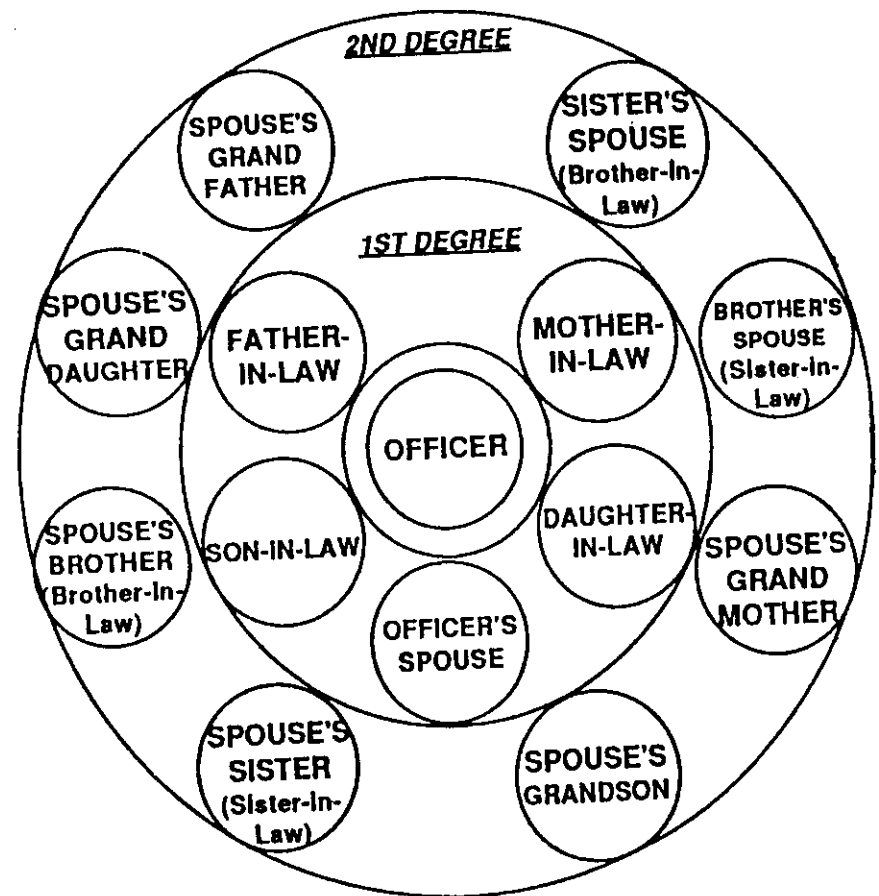 2ND DEGREE
SPOUSE'S
GRAND
FATHER
SISTER'S
SPOUSE
(Brother-In-
Law)
1ST DEGREE
SPOUSE'S
GRAND
DAUGHTER
FATHER-
IN-LAW
MOTHER-
IN-LAW
BROTHER'S
SPOUSE
(Sister-in-
Law)
OFFICER
SPOUSE'S
BROTHER
(Brother-In-
Law)
SON-IN-LAW
DAUGHTER-
IN-LAW
SPOUSE'S
GRAND
MOTHER
OFFICER'S
SPOUSE
SPOUSE'S
SISTER
(Sister-in-
Law)
SPOUSE'S
GRANDSON